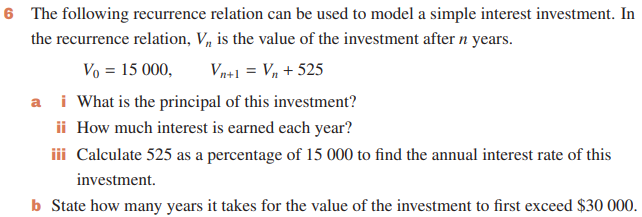 6 The following recurrence relation can be used to model a simple interest investment. In
the recurrence relation, Vₙ is the value of the investment after n years.
V₀ = 15 000, Vₙ₊₁ = Vₙ + 525
a i What is the principal of this investment?
ii How much interest is earned each year?
iii Calculate 525 as a percentage of 15 000 to find the annual interest rate of this
investment.
b State how many years it takes for the value of the investment to first exceed $30 000.